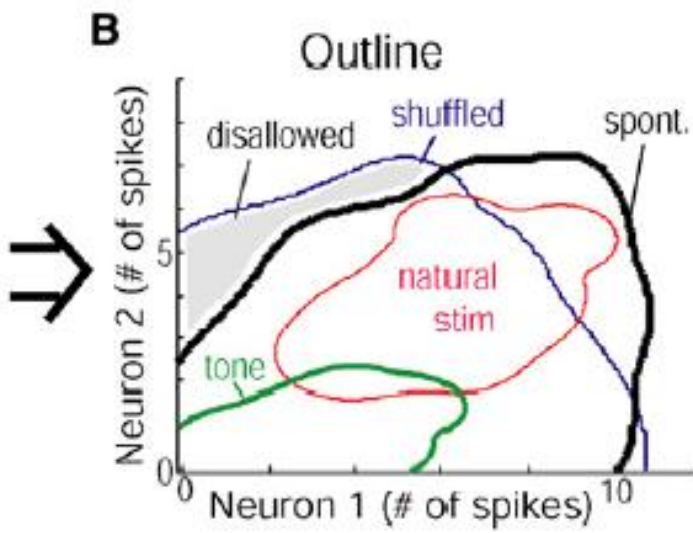 B
Outline
shuffled
disallowed
spont.
Neuron 2 (# of spikes)
5
natural
stim
tone
0
0
10
Neuron 1 (# of spikes)